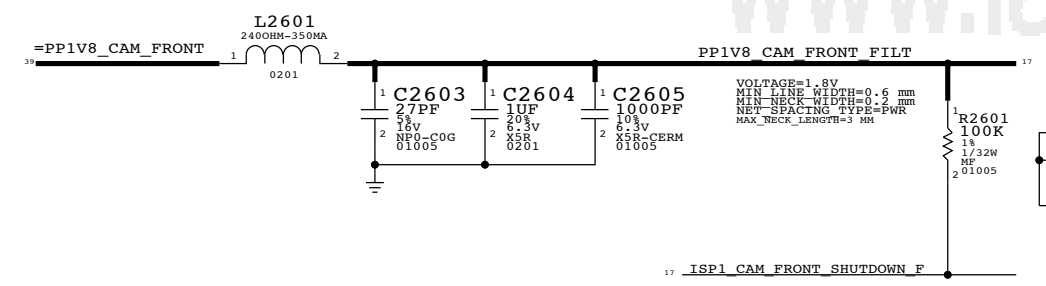 WWW.ic
L2601
240OHM-350MA
=PP1V8_CAM_FRONT
39
1
2
0201
PP1V8_CAM_FRONT_FILT
17
VOLTAGE=1.8V
MIN_LINE_WIDTH=0.6 mm
MIN_NECK_WIDTH=0.2 mm
NET_SPACING_TYPE=PWR
MAX_NECK_LENGTH=3 MM
1
C2603
27PF
5%
16V
2
NP0-C0G
01005
1
C2604
1UF
20%
6.3V
2
X5R
0201
1
C2605
1000PF
10%
6.3V
2
X5R-CERM
01005
1
R2601
100K
1%
1/32W
MF
2
01005
17
ISP1_CAM_FRONT_SHUTDOWN_F